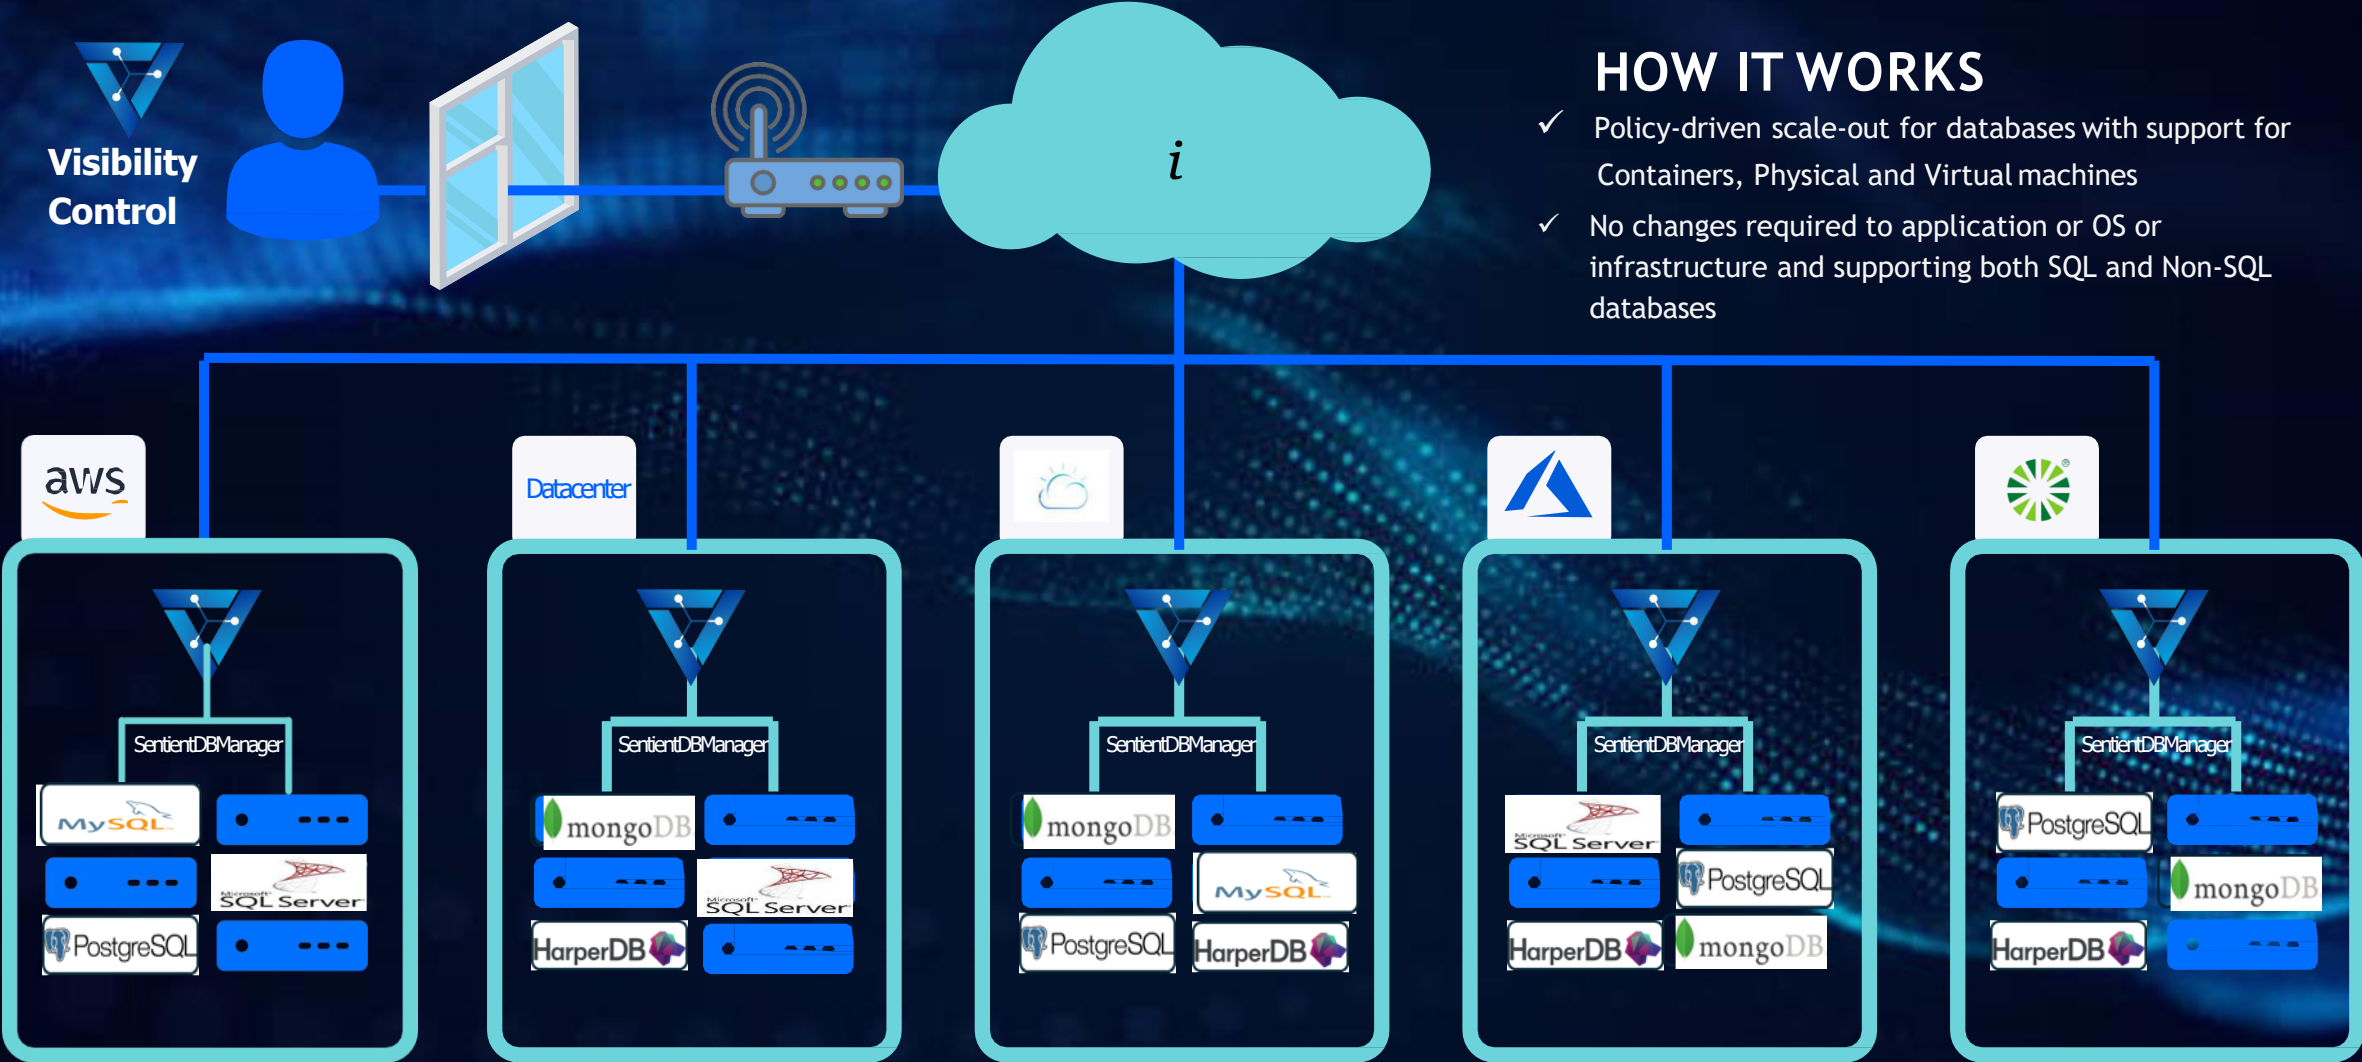 Visibility
Control
i
HOW IT WORKS
✓ Policy-driven scale-out for databases with support for
Containers, Physical and Virtual machines
✓ No changes required to application or OS or
infrastructure and supporting both SQL and Non-SQL
databases
aws
Datacenter
SentientDBManager
MySQL
Microsoft
SQL Server
PostgreSQL
SentientDBManager
mongoDB
Microsoft
SQL Server
HarperDB
SentientDBManager
mongoDB
MySQL
PostgreSQL
HarperDB
SentientDBManager
Microsoft
SQL Server
PostgreSQL
HarperDB
mongoDB
SentientDBManager
PostgreSQL
mongoDB
HarperDB